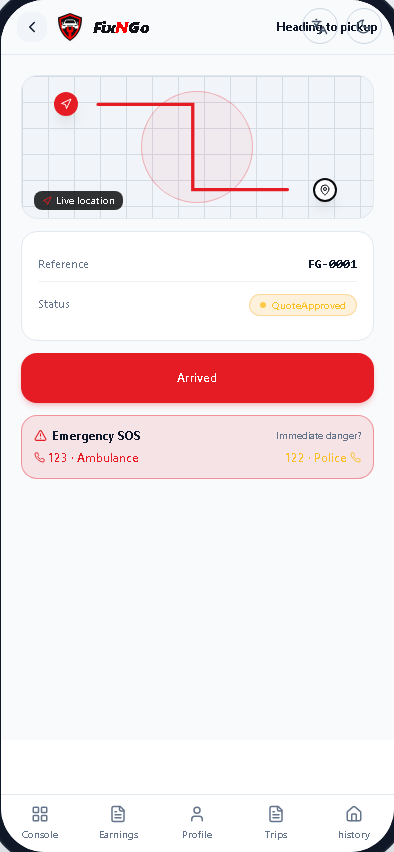 FixNGo
Heading to pickup
Live location
Reference
FG-0001
Status
QuoteApproved
Arrived
Emergency SOS
Immediate danger?
123 · Ambulance
122 · Police
Console
Earnings
Profile
Trips
history